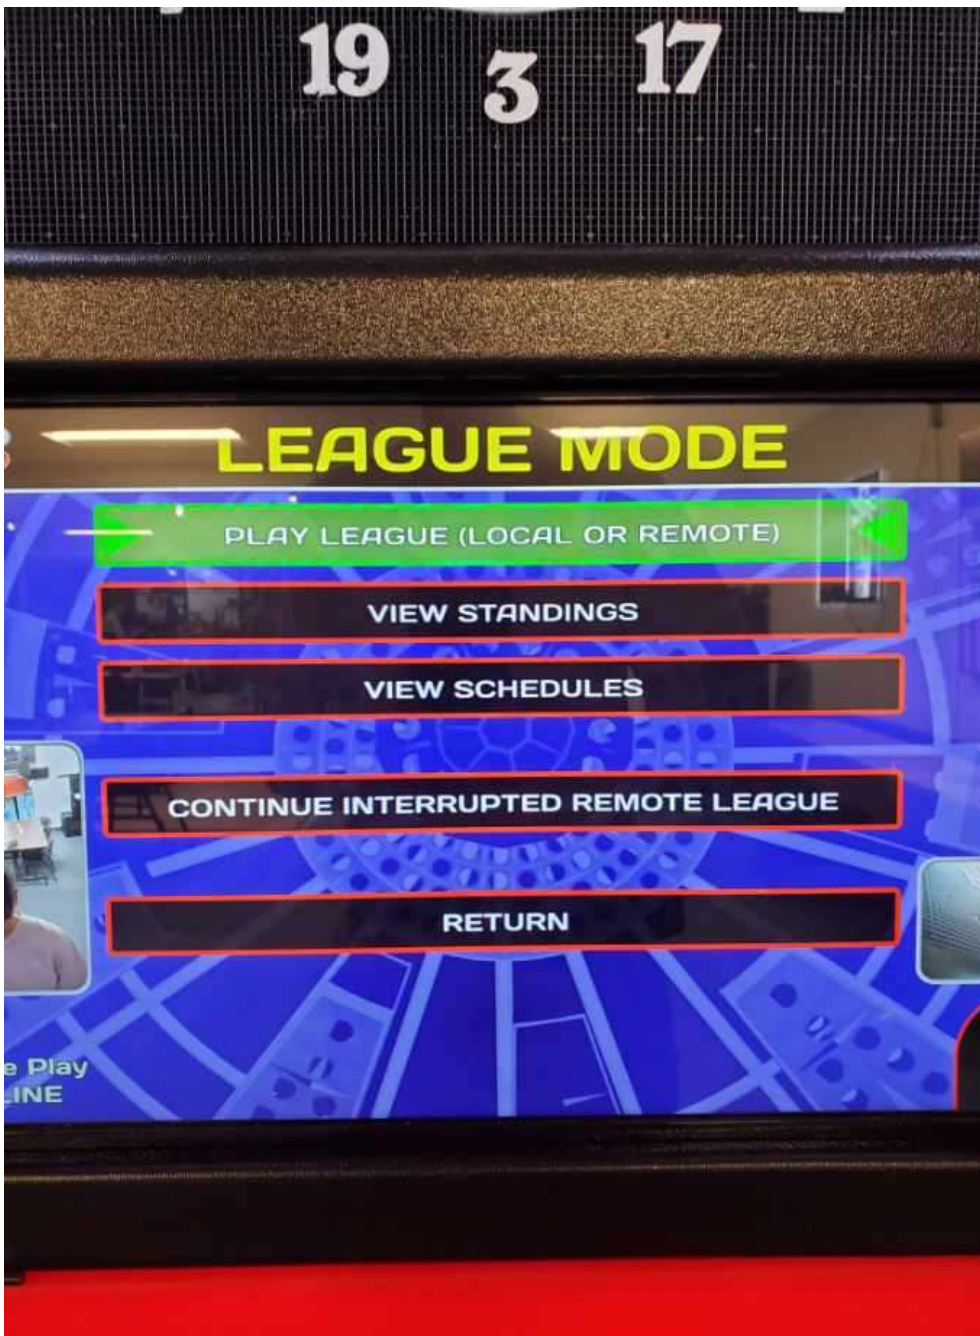 19 3 17
LEAGUE MODE
PLAY LEAGUE (LOCAL OR REMOTE)
VIEW STANDINGS
VIEW SCHEDULES
CONTINUE INTERRUPTED REMOTE LEAGUE
RETURN
e Play
LINE